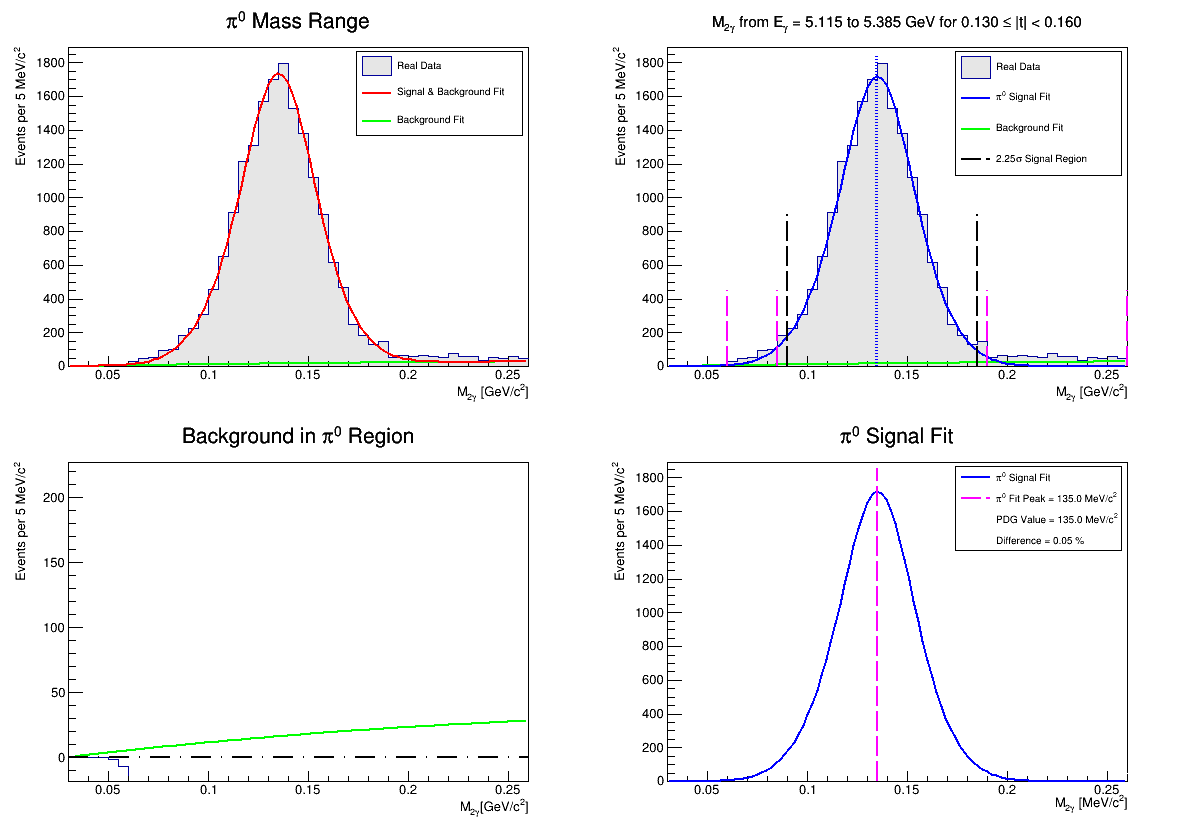 π⁰ Mass Range
Events per 5 MeV/c²
1800
1600
1400
1200
1000
800
600
400
200
0
0.05 0.1 0.15 0.2 0.25
M₂γ [GeV/c²]
Real Data
Signal & Background Fit
Background Fit
M₂γ from Eγ = 5.115 to 5.385 GeV for 0.130 ≤ |t| < 0.160
Events per 5 MeV/c²
1800
1600
1400
1200
1000
800
600
400
200
0
0.05 0.1 0.15 0.2 0.25
M₂γ [GeV/c²]
Real Data
π⁰ Signal Fit
Background Fit
2.25σ Signal Region
Background in π⁰ Region
Events per 5 MeV/c²
200
150
100
50
0
0.05 0.1 0.15 0.2 0.25
M₂γ[GeV/c²]
π⁰ Signal Fit
Events per 5 MeV/c²
1800
1600
1400
1200
1000
800
600
400
200
0
0.05 0.1 0.15 0.2 0.25
M₂γ [MeV/c²]
π⁰ Signal Fit
π⁰ Fit Peak = 135.0 MeV/c²
PDG Value = 135.0 MeV/c²
Difference = 0.05 %